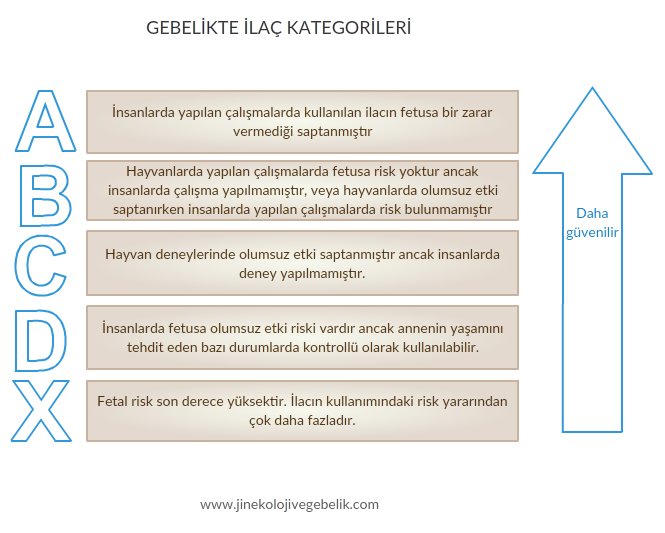 GEBELİKTE İLAÇ KATEGORİLERİ
A
İnsanlarda yapılan çalışmalarda kullanılan ilacın fetusa bir zarar
vermediği saptanmıştır
B
Hayvanlarda yapılan çalışmalarda fetusa risk yoktur ancak
insanlarda çalışma yapılmamıştır, veya hayvanlarda olumsuz etki
saptanırken insanlarda yapılan çalışmalarda risk bulunmamıştır
C
Hayvan deneylerinde olumsuz etki saptanmıştır ancak insanlarda
deney yapılmamıştır.
D
İnsanlarda fetusa olumsuz etki riski vardır ancak annenin yaşamını
tehdit eden bazı durumlarda kontrollü olarak kullanılabilir.
X
Fetal risk son derece yüksektir. İlacın kullanımındaki risk yararından
çok daha fazladır.
Daha
güvenilir
www.jinekolojivegebelik.com